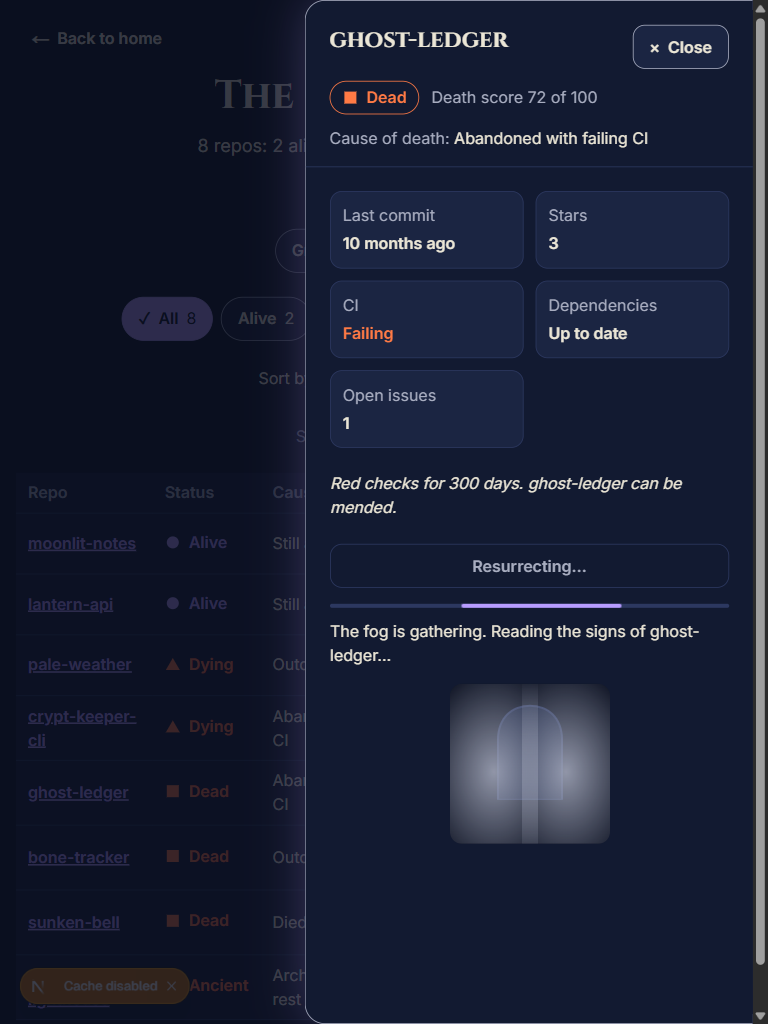 ← Back to home
THE
8 repos: 2 ali
G
✓ All 8
Alive 2
Sort b
S
Repo Status Cau
moonlit-notes Alive Still
lantern-api Alive Still
pale-weather Dying Outd
crypt-keeper-
cli
Dying
Aban
CI
ghost-ledger Dead
Aban
CI
bone-tracker Dead Outd
sunken-bell Dead Died
Ancient
Arch
rest
N Cache disabled ×
GHOST-LEDGER
× Close
Dead Death score 72 of 100
Cause of death: Abandoned with failing CI
Last commit
10 months ago
Stars
3
CI
Failing
Dependencies
Up to date
Open issues
1
Red checks for 300 days. ghost-ledger can be
mended.
Resurrecting...
The fog is gathering. Reading the signs of ghost-
ledger...